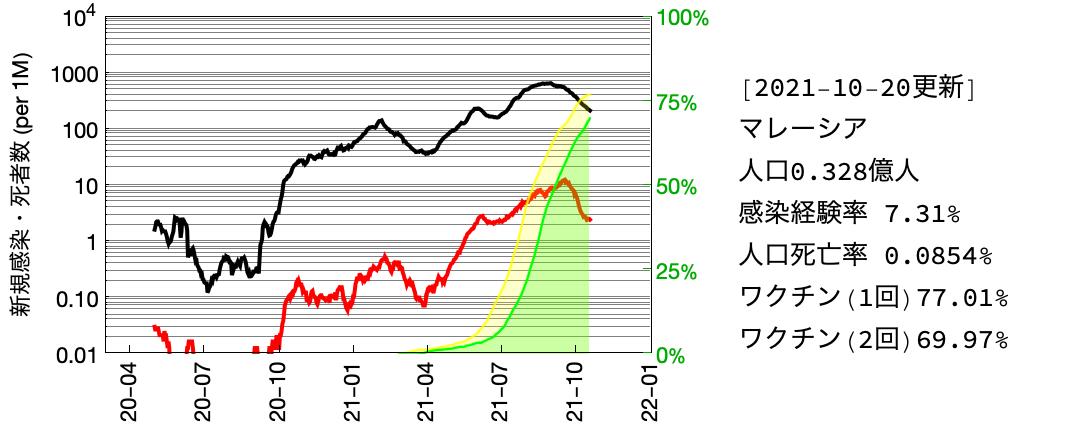 新規感染・死者数 (per 1M)
10^4
1000
100
10
1
0.10
0.01
100%
75%
50%
25%
0%
20-04
20-07
20-10
21-01
21-04
21-07
21-10
22-01
[2021-10-20更新]
マレーシア
人口0.328億人
感染経験率 7.31%
人口死亡率 0.0854%
ワクチン(1回)77.01%
ワクチン(2回)69.97%